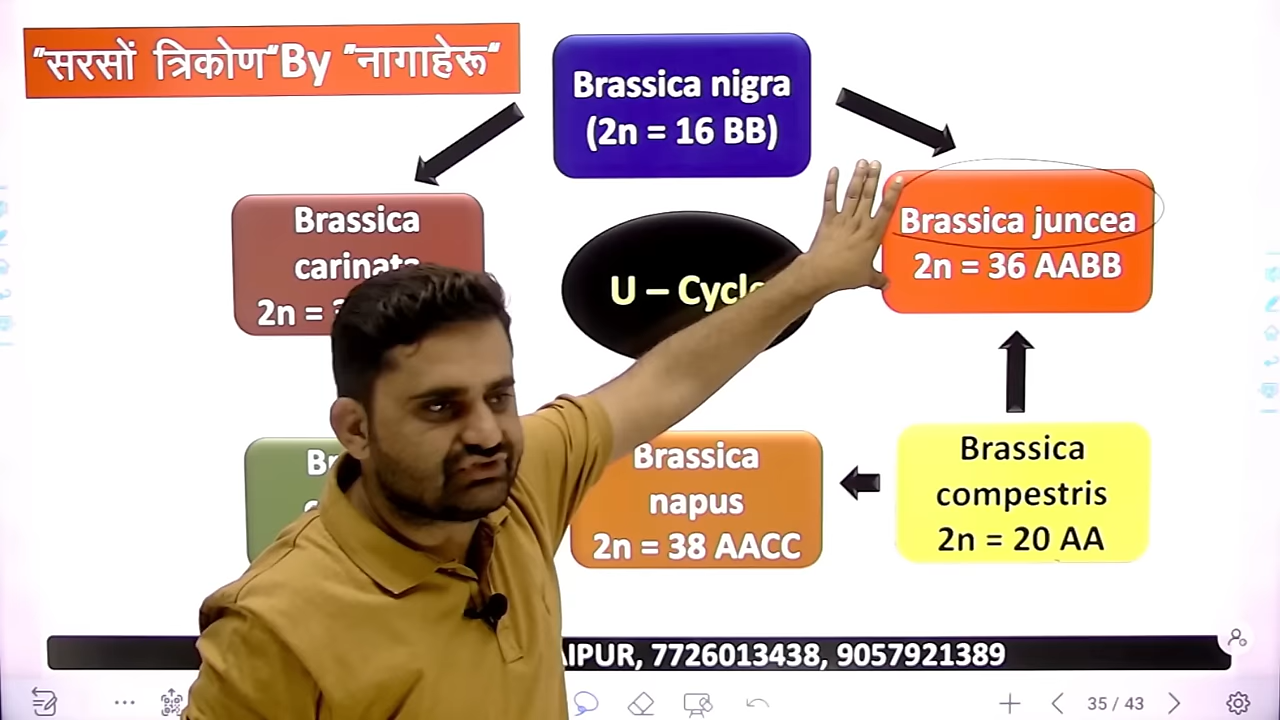 "सरसों त्रिकोण"By "नागाहेरू"
Brassica nigra
(2n = 16 BB)
Brassica
carinata
2n =
U – Cycle
Brassica juncea
2n = 36 AABB
Brassica
napus
2n = 38 AACC
Brassica
compestris
2n = 20 AA
7726013438, 9057921389
35 / 43